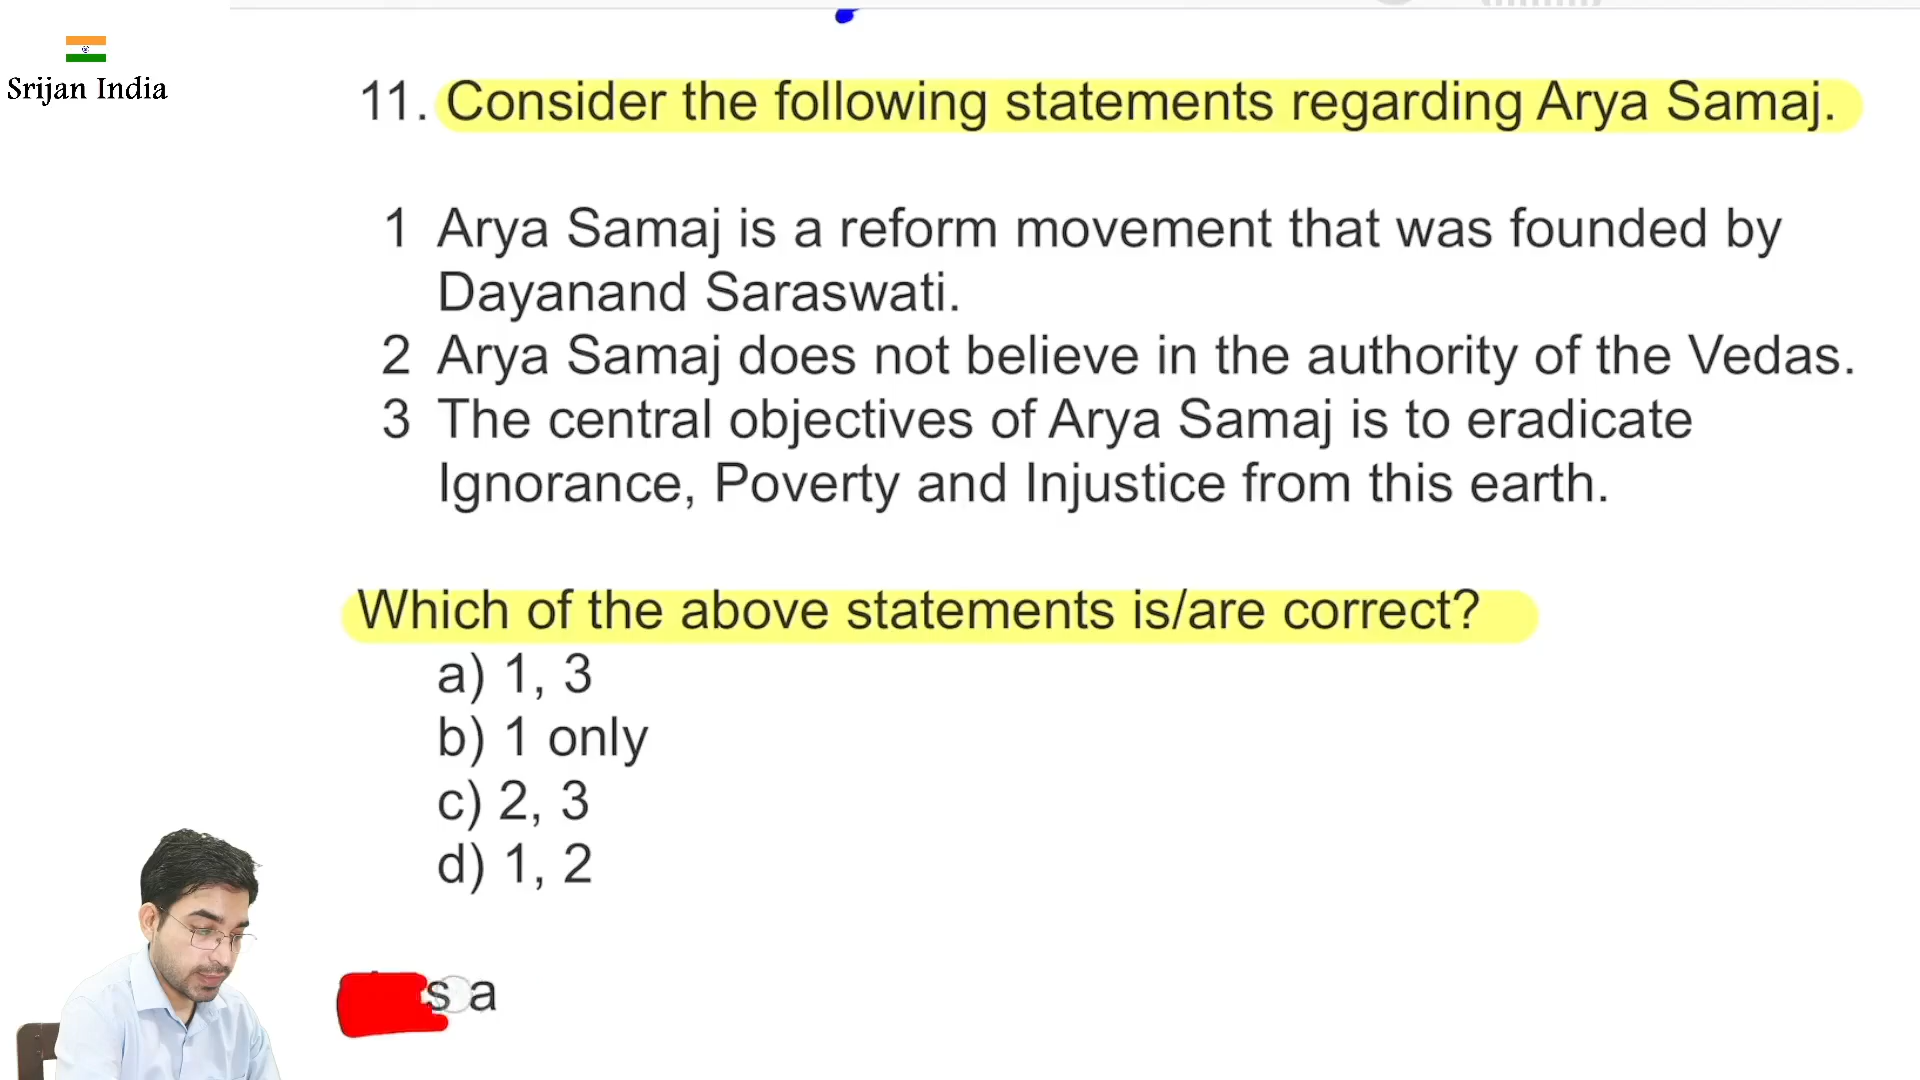 Srijan India
11. Consider the following statements regarding Arya Samaj.
1 Arya Samaj is a reform movement that was founded by
Dayanand Saraswati.
2 Arya Samaj does not believe in the authority of the Vedas.
3 The central objectives of Arya Samaj is to eradicate
Ignorance, Poverty and Injustice from this earth.
Which of the above statements is/are correct?
a) 1, 3
b) 1 only
c) 2, 3
d) 1, 2
s a